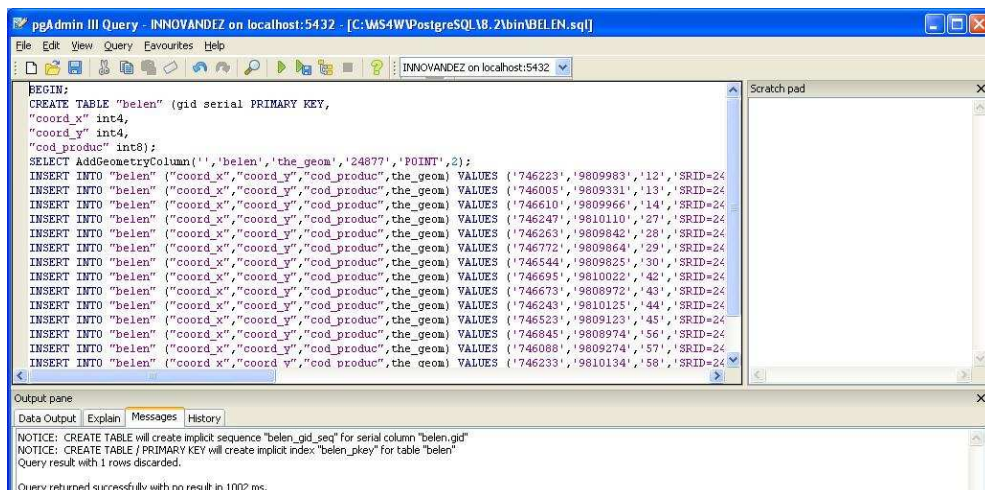 pgAdmin III Query - INNOVANDEZ on localhost:5432 - [C:\MS4W\PostgreSQL\8.2\bin\BELEN.sql]
File Edit View Query Favourites Help
INNOVANDEZ on localhost:5432
BEGIN;
CREATE TABLE "belen" (gid serial PRIMARY KEY,
"coord_x" int4,
"coord_y" int4,
"cod_produc" int8);
SELECT AddGeometryColumn('','belen','the_geom','24877','POINT',2);
INSERT INTO "belen" ("coord_x","coord_y","cod_produc",the_geom) VALUES ('746223','9809983','12','SRID=24
INSERT INTO "belen" ("coord_x","coord_y","cod_produc",the_geom) VALUES ('746005','9809331','13','SRID=24
INSERT INTO "belen" ("coord_x","coord_y","cod_produc",the_geom) VALUES ('746610','9809966','14','SRID=24
INSERT INTO "belen" ("coord_x","coord_y","cod_produc",the_geom) VALUES ('746247','9810110','27','SRID=24
INSERT INTO "belen" ("coord_x","coord_y","cod_produc",the_geom) VALUES ('746263','9809842','28','SRID=24
INSERT INTO "belen" ("coord_x","coord_y","cod_produc",the_geom) VALUES ('746772','9809864','29','SRID=24
INSERT INTO "belen" ("coord_x","coord_y","cod_produc",the_geom) VALUES ('746544','9809825','30','SRID=24
INSERT INTO "belen" ("coord_x","coord_y","cod_produc",the_geom) VALUES ('746695','9810022','42','SRID=24
INSERT INTO "belen" ("coord_x","coord_y","cod_produc",the_geom) VALUES ('746673','9808972','43','SRID=24
INSERT INTO "belen" ("coord_x","coord_y","cod_produc",the_geom) VALUES ('746243','9810125','44','SRID=24
INSERT INTO "belen" ("coord_x","coord_y","cod_produc",the_geom) VALUES ('746523','9809123','45','SRID=24
INSERT INTO "belen" ("coord_x","coord_y","cod_produc",the_geom) VALUES ('746845','9808974','56','SRID=24
INSERT INTO "belen" ("coord_x","coord_y","cod_produc",the_geom) VALUES ('746088','9809274','57','SRID=24
INSERT INTO "belen" ("coord_x","coord_y","cod_produc",the_geom) VALUES ('746233','9810134','58','SRID=24
Scratch pad
Output pane
Data Output Explain Messages History
NOTICE: CREATE TABLE will create implicit sequence "belen_gid_seq" for serial column "belen.gid"
NOTICE: CREATE TABLE / PRIMARY KEY will create implicit index "belen_pkey" for table "belen"
Query result with 1 rows discarded.
Query returned successfully with no result in 1002 ms.